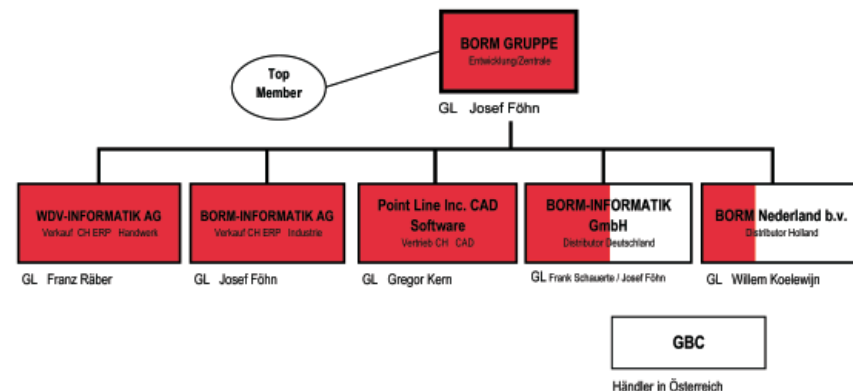 BORM GRUPPE
Entwicklung/Zentrale
Top
Member
GL Josef Föhn
WDV-INFORMATIK AG
Verkauf CH ERP Handwerk
GL Franz Räber
BORM-INFORMATIK AG
Verkauf CH ERP Industrie
GL Josef Föhn
Point Line Inc. CAD
Software
Vertrieb CH CAD
GL Gregor Kern
BORM-INFORMATIK
GmbH
Distributor Deutschland
GL Frank Schauerte / Josef Föhn
BORM Nederland b.v.
Distributor Holland
GL Willem Koelewijn
GBC
Händler in Österreich